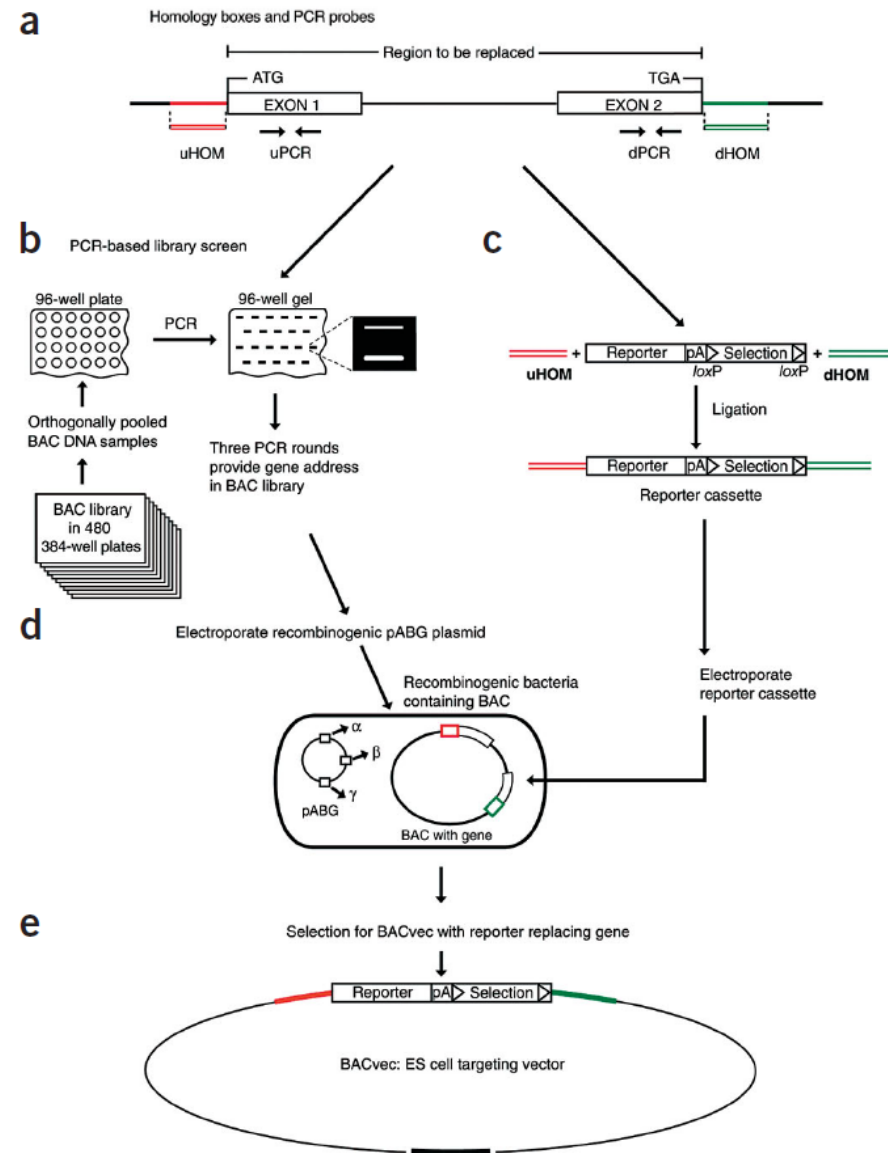 a
Homology boxes and PCR probes
Region to be replaced
ATG
TGA
EXON 1
EXON 2
uHOM
uPCR
dPCR
dHOM
b
PCR-based library screen
96-well plate
PCR
96-well gel
Orthogonally pooled
BAC DNA samples
BAC library
in 480
384-well plates
Three PCR rounds
provide gene address
in BAC library
c
+ Reporter pA Selection +
uHOM
loxP
loxP
dHOM
Ligation
Reporter pA Selection
Reporter cassette
Electroporate
reporter cassette
d
Electroporate recombinogenic pABG plasmid
Recombinogenic bacteria
containing BAC
α
β
γ
pABG
BAC with gene
e
Selection for BACvec with reporter replacing gene
Reporter pA Selection
BACvec: ES cell targeting vector